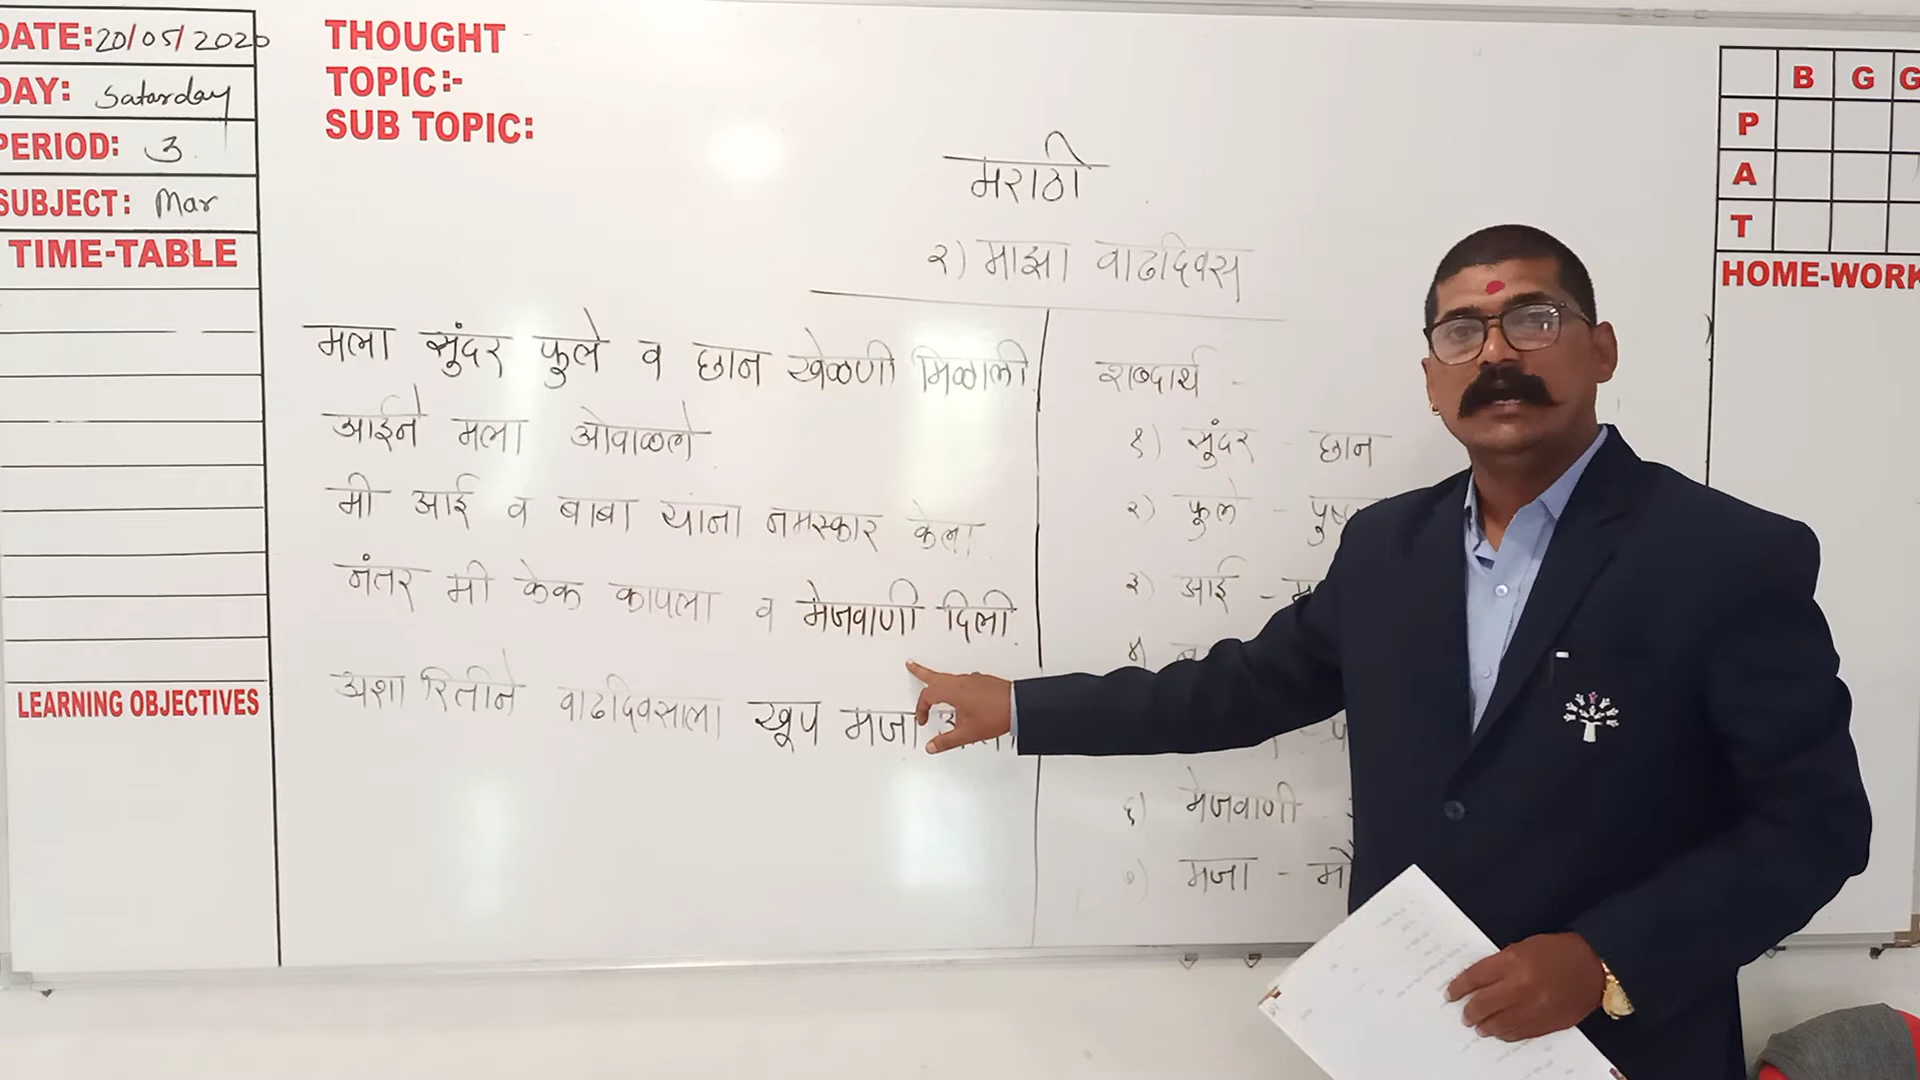 DATE: 20/05/2020
DAY: Saturday
PERIOD: 3
SUBJECT: Mar
TIME-TABLE
LEARNING OBJECTIVES
THOUGHT
TOPIC:-
SUB TOPIC:
मराठी
२) माझा वाढदिवस
मला सुंदर फुले व छान खेळणी मिळाली.
आईने मला ओवाळले
मी आई व बाबा यांना नमस्कार केला
नंतर मी केक कापला व मेजवाणी दिली.
अशा रितीने वाढदिवसाला खूप मजा
शब्दार्थ -
१) सुंदर - छान
२) फुले -
३) आई -
४)
६) मेजवाणी -
७) मजा -
B G G
P
A
T
HOME-WORK